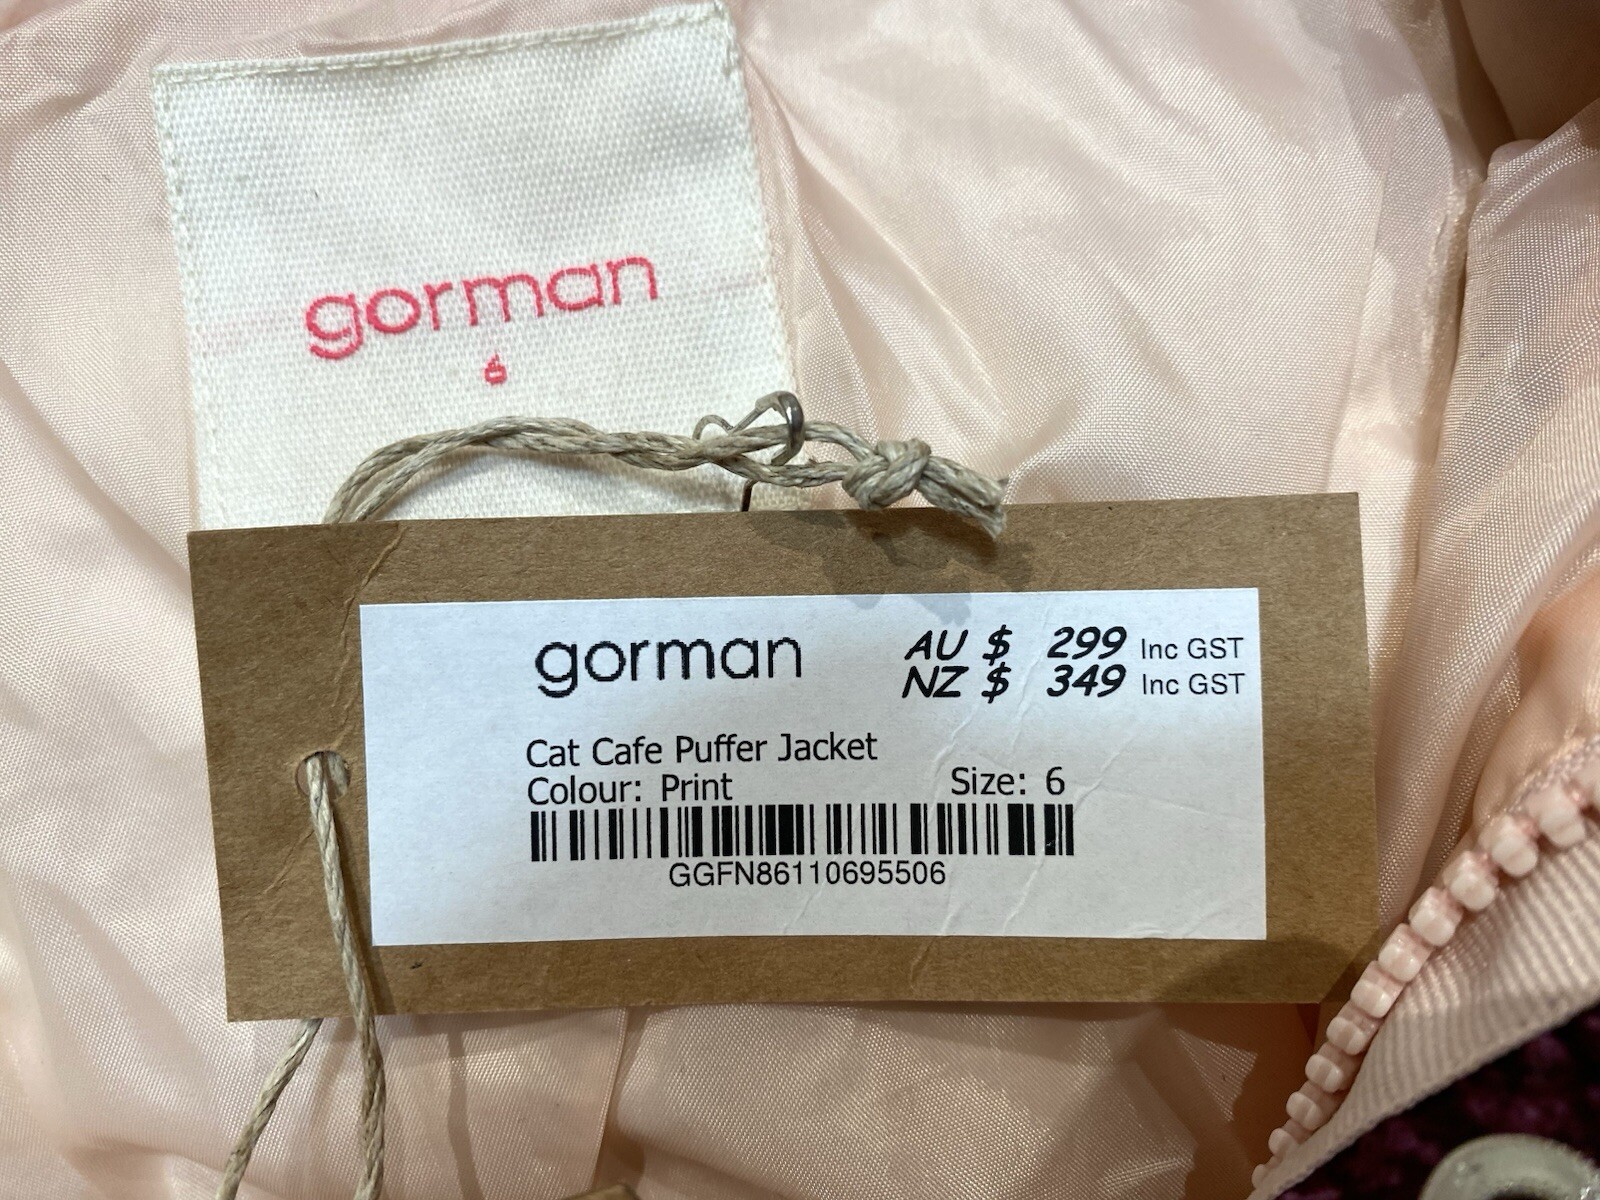 gorman
6
gorman
AU $ 299 Inc GST
NZ $ 349 Inc GST
Cat Cafe Puffer Jacket
Colour: Print Size: 6
GGFN86110695506